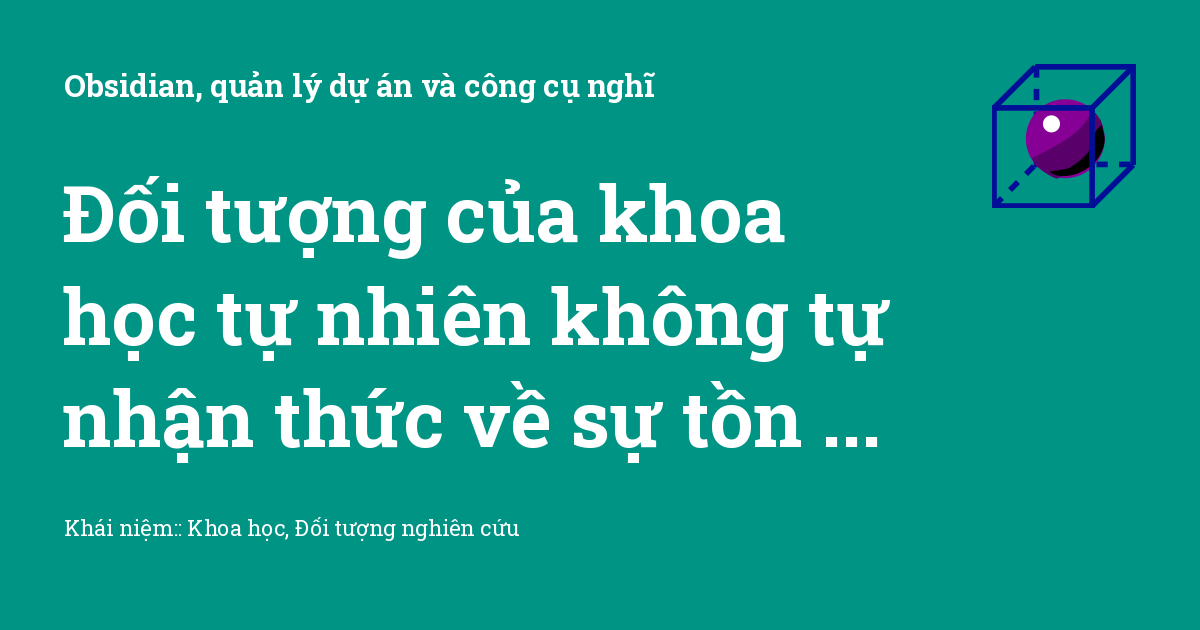 Obsidian, quản lý dự án và công cụ nghĩ
Đối tượng của khoa
học tự nhiên không tự
nhận thức về sự tồn ...
Khái niệm:: Khoa học, Đối tượng nghiên cứu